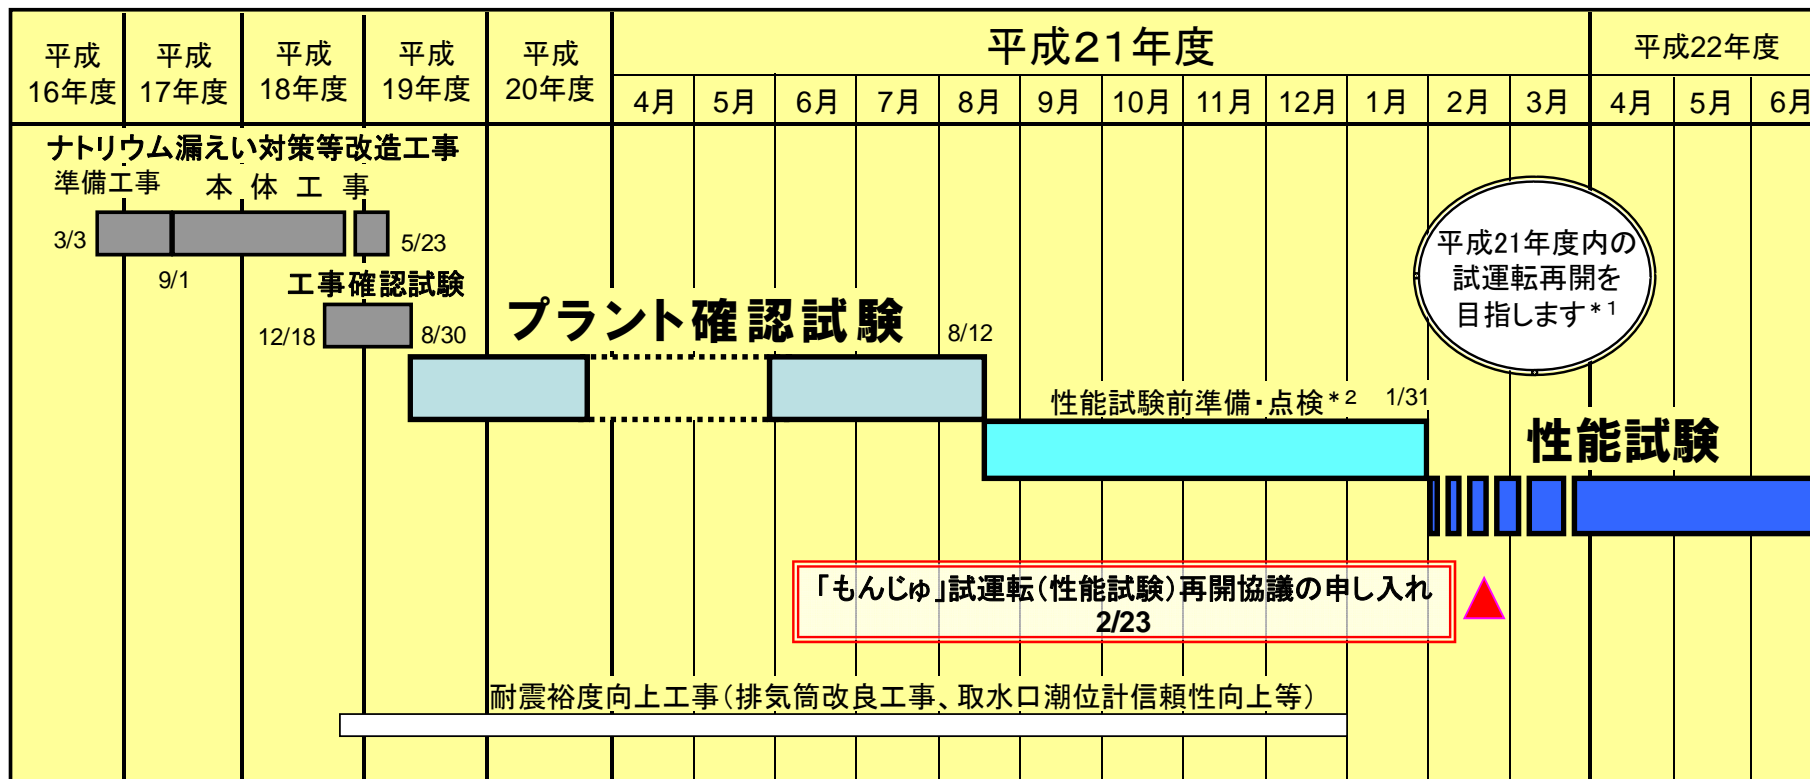 平成
16年度
平成
17年度
平成
18年度
平成
19年度
平成
20年度
平成21年度
平成22年度
4月 5月 6月 7月 8月 9月 10月 11月 12月 1月 2月 3月 4月 5月 6月
ナトリウム漏えい対策等改造工事
準備工事 本体工事
3/3
5/23
9/1
工事確認試験
12/18
8/30
プラント確認試験
8/12
平成21年度内の
試運転再開を
目指します*1
性能試験前準備・点検*2
1/31
性能試験
「もんじゅ」試運転(性能試験)再開協議の申し入れ
2/23
耐震裕度向上工事(排気筒改良工事、取水口潮位計信頼性向上等)